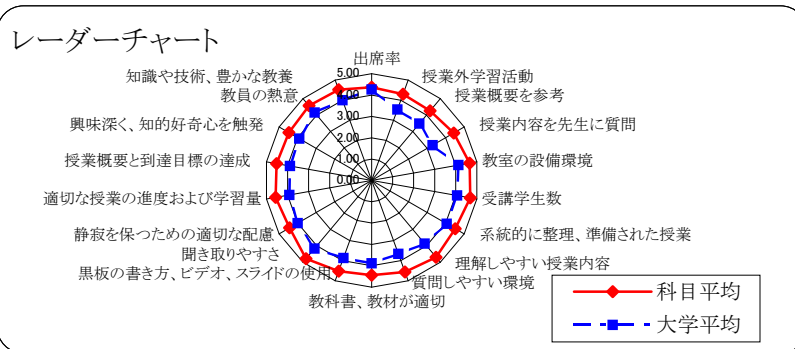 レーダーチャート
出席率
授業外学習活動
授業概要を参考
授業内容を先生に質問
教室の設備環境
受講学生数
系統的に整理、準備された授業
理解しやすい授業内容
質問しやすい環境
教科書、教材が適切
黒板の書き方、ビデオ、スライドの使用
聞き取りやすさ
静寂を保つための適切な配慮
適切な授業の進度および学習量
授業概要と到達目標の達成
興味深く、知的好奇心を触発
教員の熱意
知識や技術、豊かな教養
5.00
4.00
3.00
2.00
1.00
0.00
科目平均
大学平均